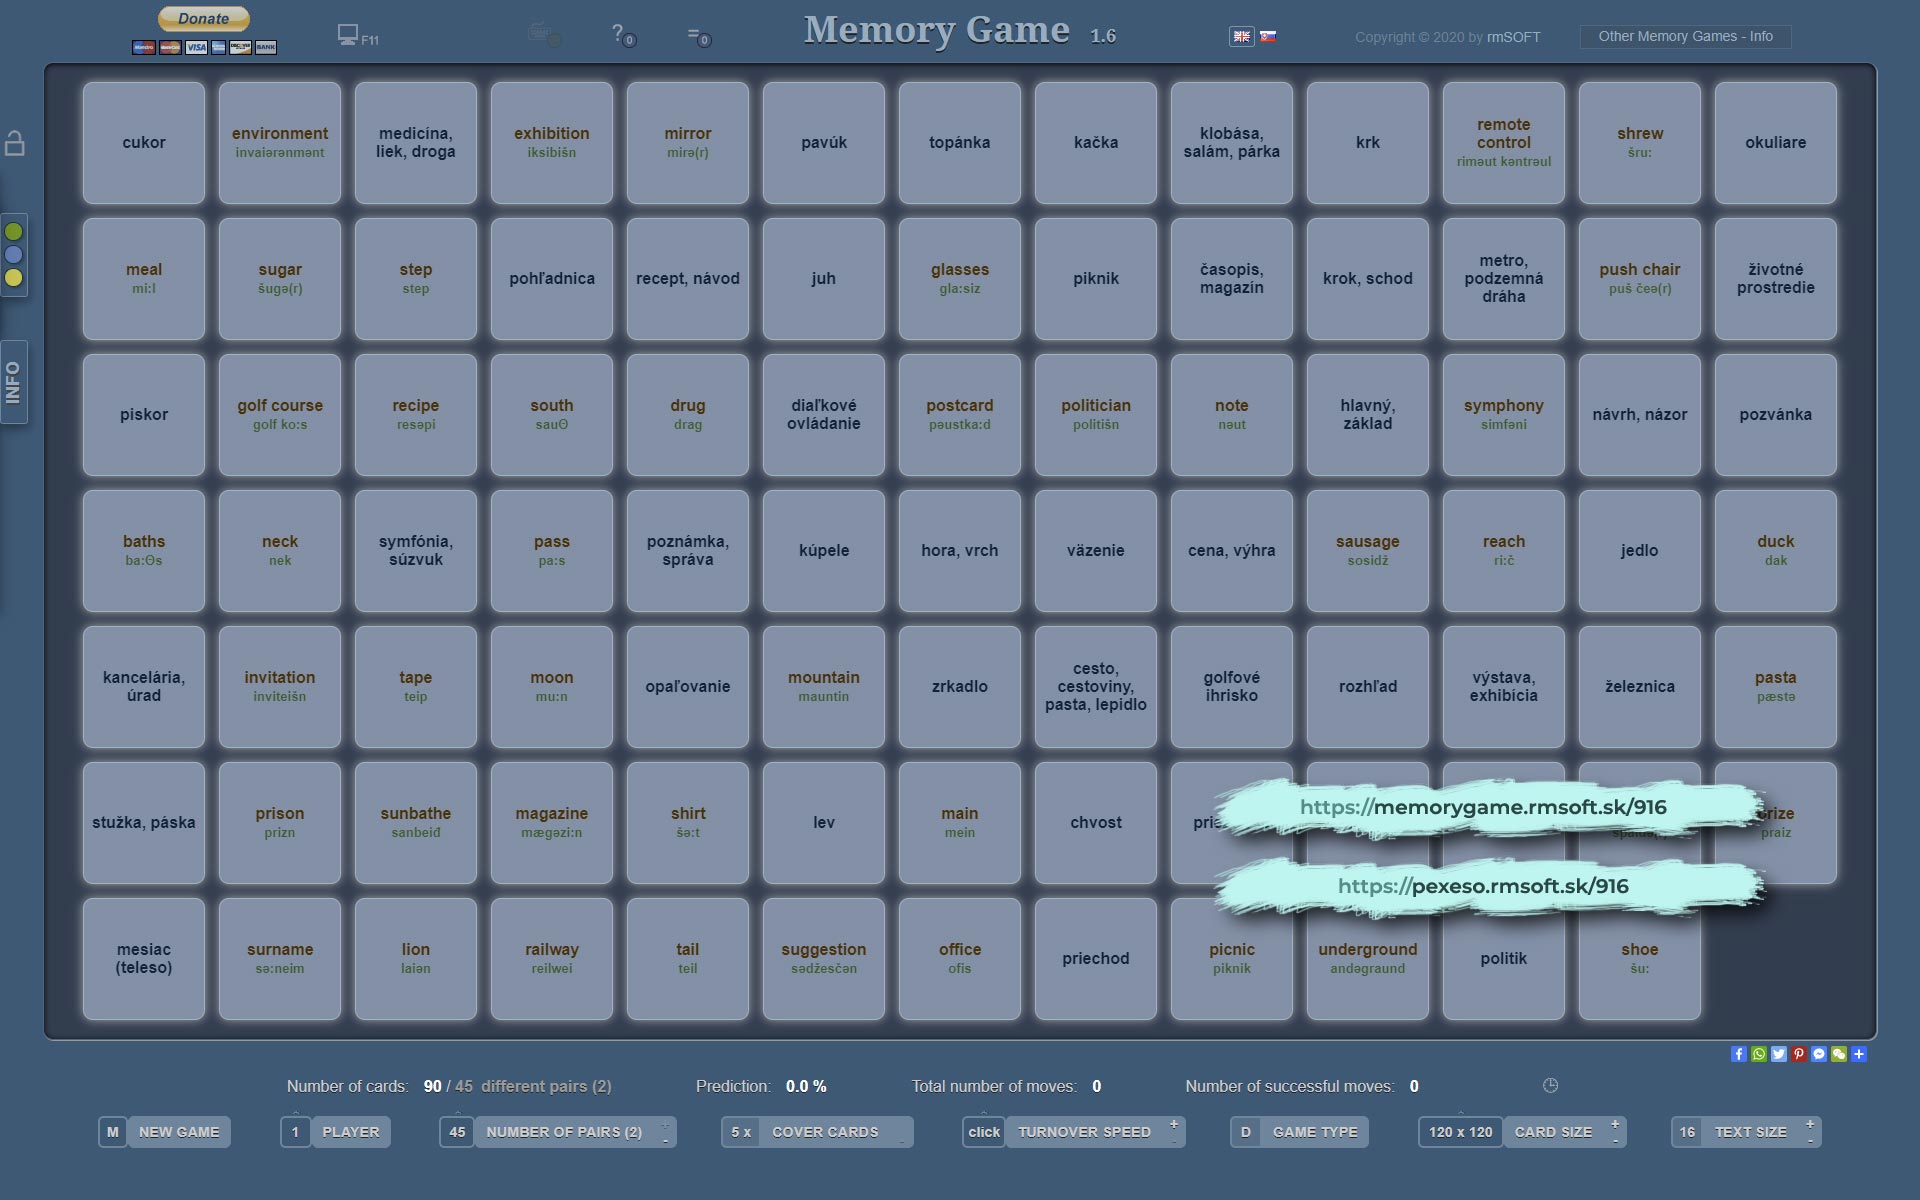 Donate
Maestro MasterCard VISA DISCOVER BANK
F11
?0
=0
Memory Game 1.6
Copyright © 2020 by rmSOFT
Other Memory Games - Info
INFO
cukor
environment
invaiərənmənt
medicína,
liek, droga
exhibition
iksibišn
mirror
mirə(r)
pavúk
topánka
kačka
klobása,
salám, párka
krk
remote
control
riməut kəntrəul
shrew
šru:
okuliare
meal
mi:l
sugar
šugə(r)
step
step
pohľadnica
recept, návod
juh
glasses
gla:siz
piknik
časopis,
magazín
krok, schod
metro,
podzemná
dráha
push chair
puš čeə(r)
životné
prostredie
piskor
golf course
golf ko:s
recipe
resəpi
south
sauʘ
drug
drag
diaľkové
ovládanie
postcard
pəustka:d
politician
politišn
note
nəut
hlavný,
základ
symphony
simfəni
návrh, názor
pozvánka
baths
ba:ʘs
neck
nek
symfónia,
súzvuk
pass
pa:s
poznámka,
správa
kúpele
hora, vrch
väzenie
cena, výhra
sausage
sosidž
reach
ri:č
jedlo
duck
dak
kancelária,
úrad
invitation
inviteišn
tape
teip
moon
mu:n
opaľovanie
mountain
mauntin
zrkadlo
cesto,
cestoviny,
pasta, lepidlo
golfové
ihrisko
rozhľad
výstava,
exhibícia
železnica
pasta
pæstə
stužka, páska
prison
prizn
sunbathe
sanbeiđ
magazine
mægəzi:n
shirt
šə:t
lev
main
mein
chvost
https://memorygame.rmsoft.sk/916
praiz
https://pexeso.rmsoft.sk/916
mesiac
(teleso)
surname
sə:neim
lion
laiən
railway
reilwei
tail
teil
suggestion
sədžesčən
office
ofis
priechod
picnic
piknik
underground
andəgraund
politik
shoe
šu:
Number of cards: 90 / 45 different pairs (2)
Prediction: 0.0 %
Total number of moves: 0
Number of successful moves: 0
M NEW GAME
1 PLAYER
45 NUMBER OF PAIRS (2) + -
5 x COVER CARDS -
click TURNOVER SPEED + -
D GAME TYPE
120 x 120 CARD SIZE + -
16 TEXT SIZE + -